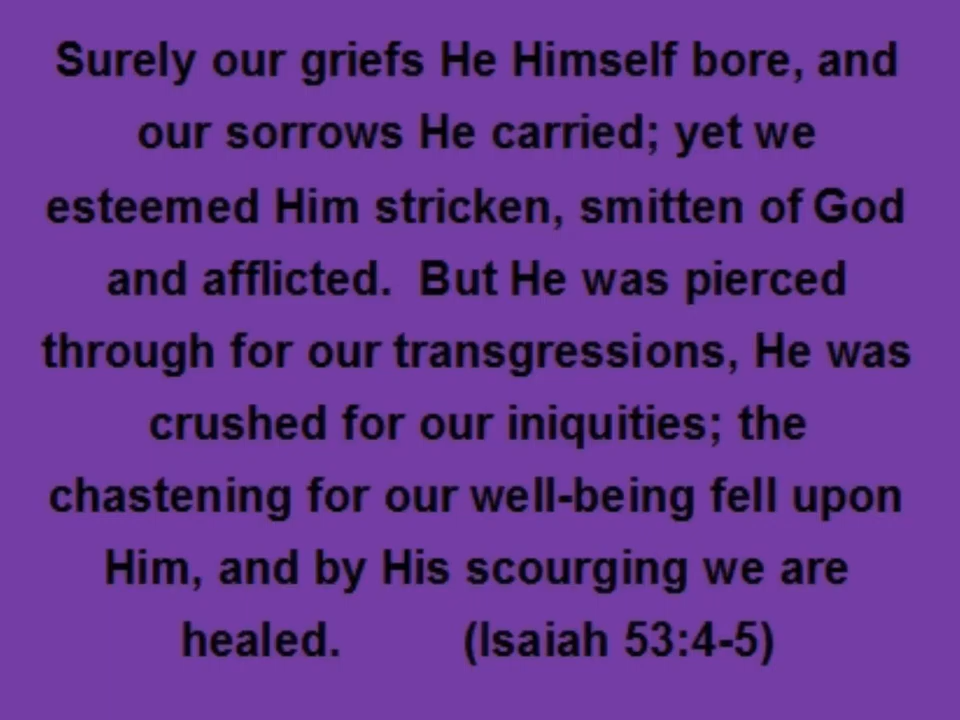 Surely our griefs He Himself bore, and
our sorrows He carried; yet we
esteemed Him stricken, smitten of God
and afflicted.  But He was pierced
through for our transgressions, He was
crushed for our iniquities; the
chastening for our well-being fell upon
Him, and by His scourging we are
healed.          (Isaiah 53:4-5)